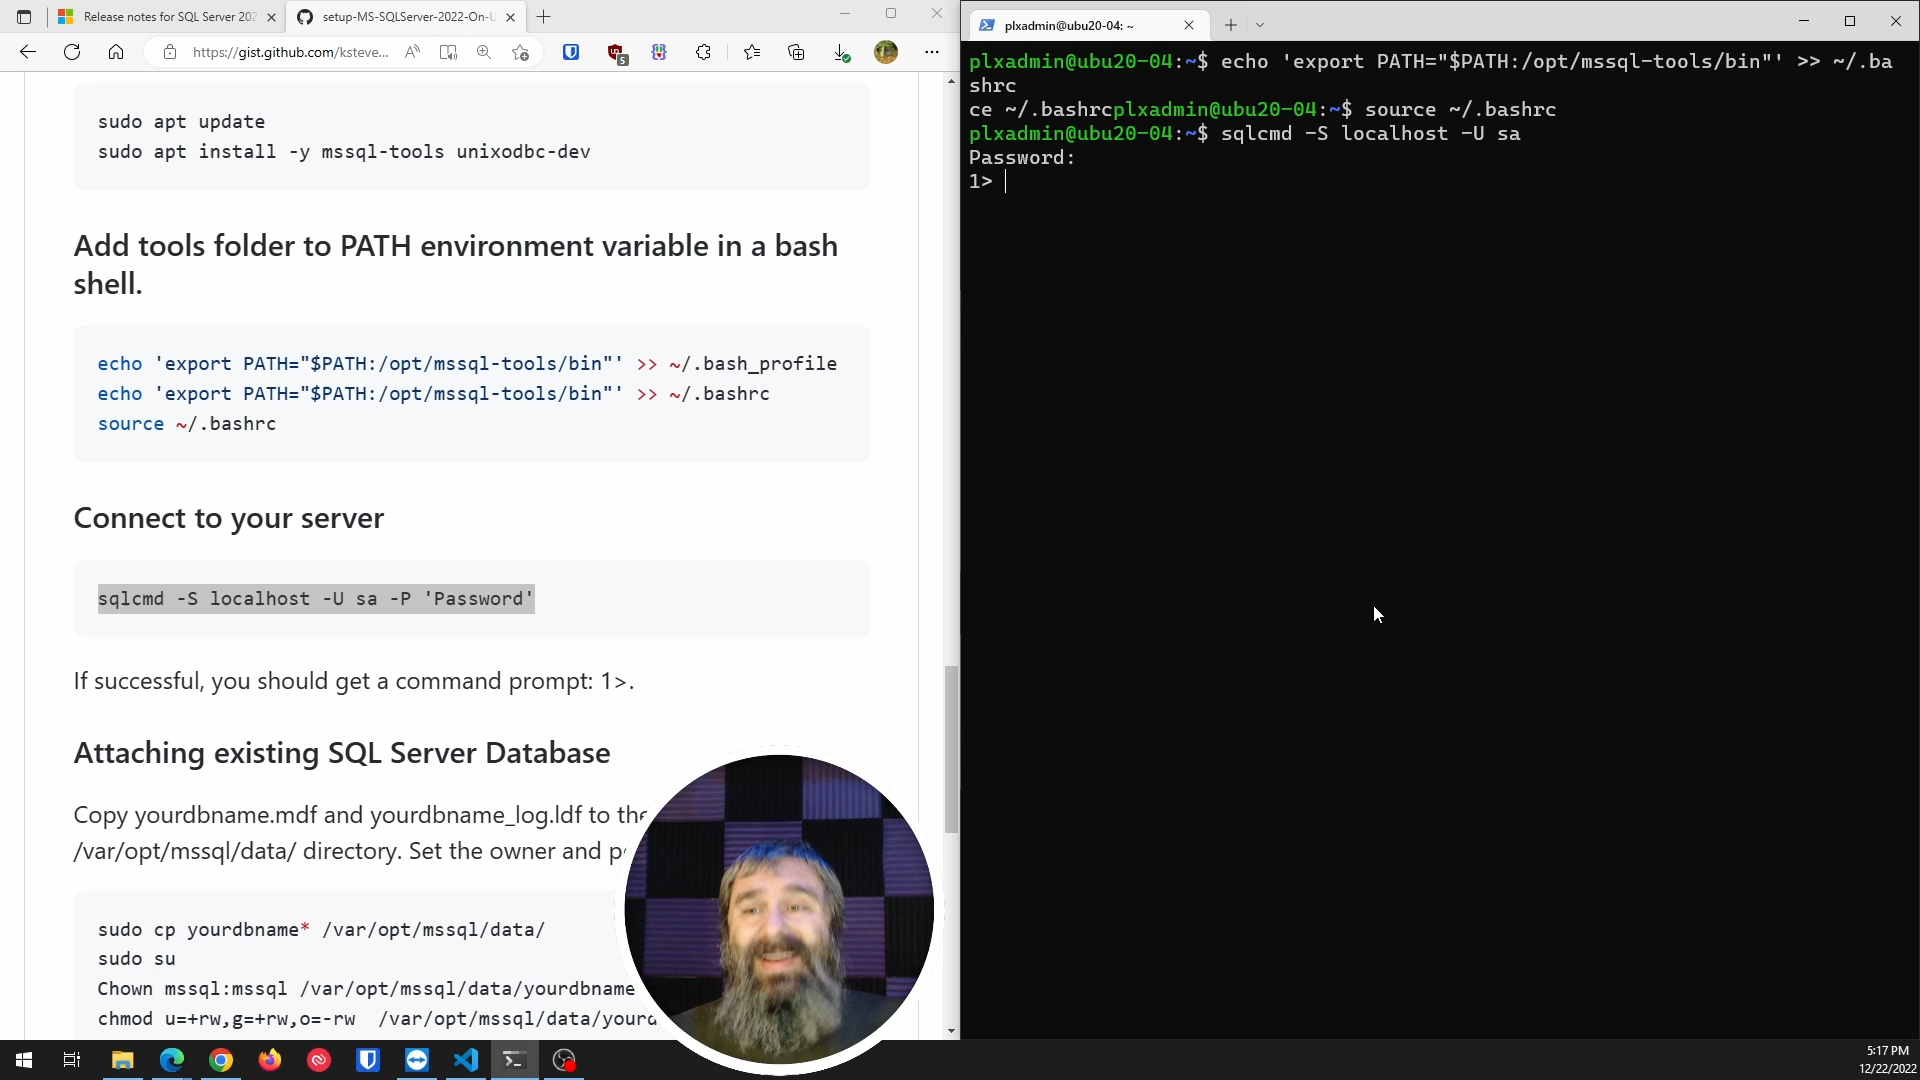 Release notes for SQL Server 202
setup-MS-SQLServer-2022-On-U
https://gist.github.com/ksteve...
5
sudo apt update
sudo apt install -y mssql-tools unixodbc-dev
Add tools folder to PATH environment variable in a bash
shell.
echo 'export PATH="$PATH:/opt/mssql-tools/bin"' >> ~/.bash_profile
echo 'export PATH="$PATH:/opt/mssql-tools/bin"' >> ~/.bashrc
source ~/.bashrc
Connect to your server
sqlcmd -S localhost -U sa -P 'Password'
If successful, you should get a command prompt: 1>.
Attaching existing SQL Server Database
Copy yourdbname.mdf and yourdbname_log.ldf to the
/var/opt/mssql/data/ directory. Set the owner and p
sudo cp yourdbname* /var/opt/mssql/data/
sudo su
Chown mssql:mssql /var/opt/mssql/data/yourdbname
chmod u=+rw,g=+rw,o=-rw  /var/opt/mssql/data/yourd
plxadmin@ubu20-04: ~
plxadmin@ubu20-04:~$ echo 'export PATH="$PATH:/opt/mssql-tools/bin"' >> ~/.ba
shrc
ce ~/.bashrcplxadmin@ubu20-04:~$ source ~/.bashrc
plxadmin@ubu20-04:~$ sqlcmd -S localhost -U sa
Password:
1>
5:17 PM
12/22/2022